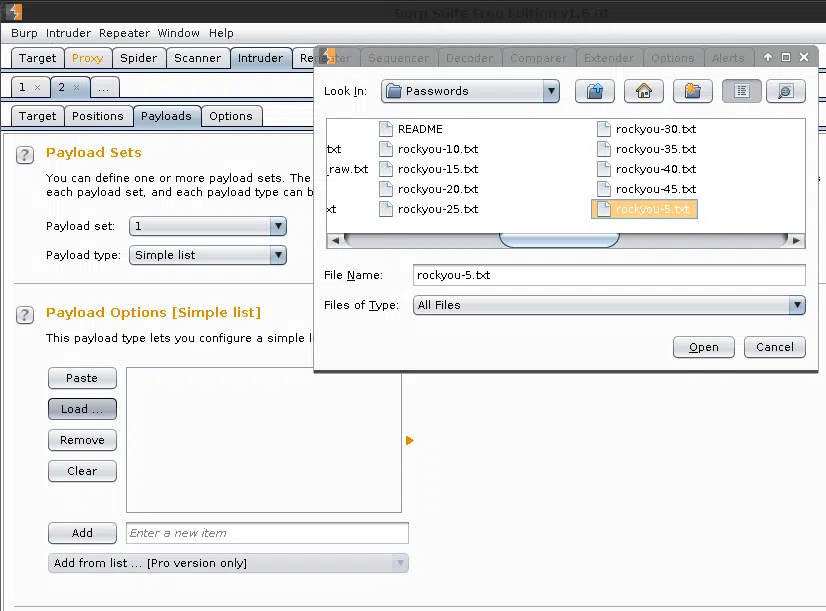 Burp Suite Free Edition v1.6.01
Burp Intruder Repeater Window Help
Target Proxy Spider Scanner Intruder Repeater Sequencer Decoder Comparer Extender Options Alerts
1 × 2 × ...
Target Positions Payloads Options
Look In: Passwords
README rockyou-30.txt
txt rockyou-10.txt rockyou-35.txt
_raw.txt rockyou-15.txt rockyou-40.txt
rockyou-20.txt rockyou-45.txt
xt rockyou-25.txt rockyou-5.txt
File Name: rockyou-5.txt
Files of Type: All Files
Open Cancel
? Payload Sets
You can define one or more payload sets. The
each payload set, and each payload type can b
s
Payload set: 1
Payload type: Simple list
? Payload Options [Simple list]
This payload type lets you configure a simple li
Paste
Load ...
Remove
Clear
Add Enter a new item
Add from list ... [Pro version only]